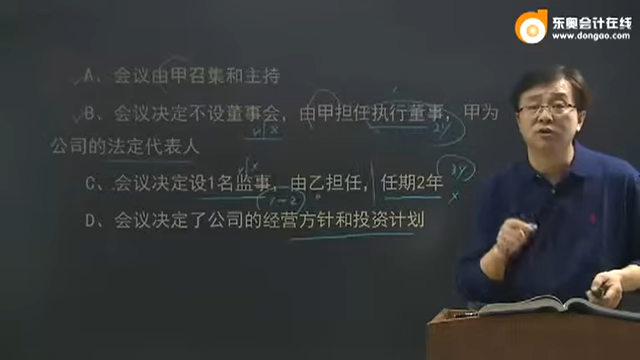 东奥会计在线
www.dongao.com
A、会议由甲召集和主持
B、会议决定不设董事会，由甲担任执行董事，甲为
公司的法定代表人
C、会议决定设1名监事，由乙担任，任期2年
D、会议决定了公司的经营方针和投资计划